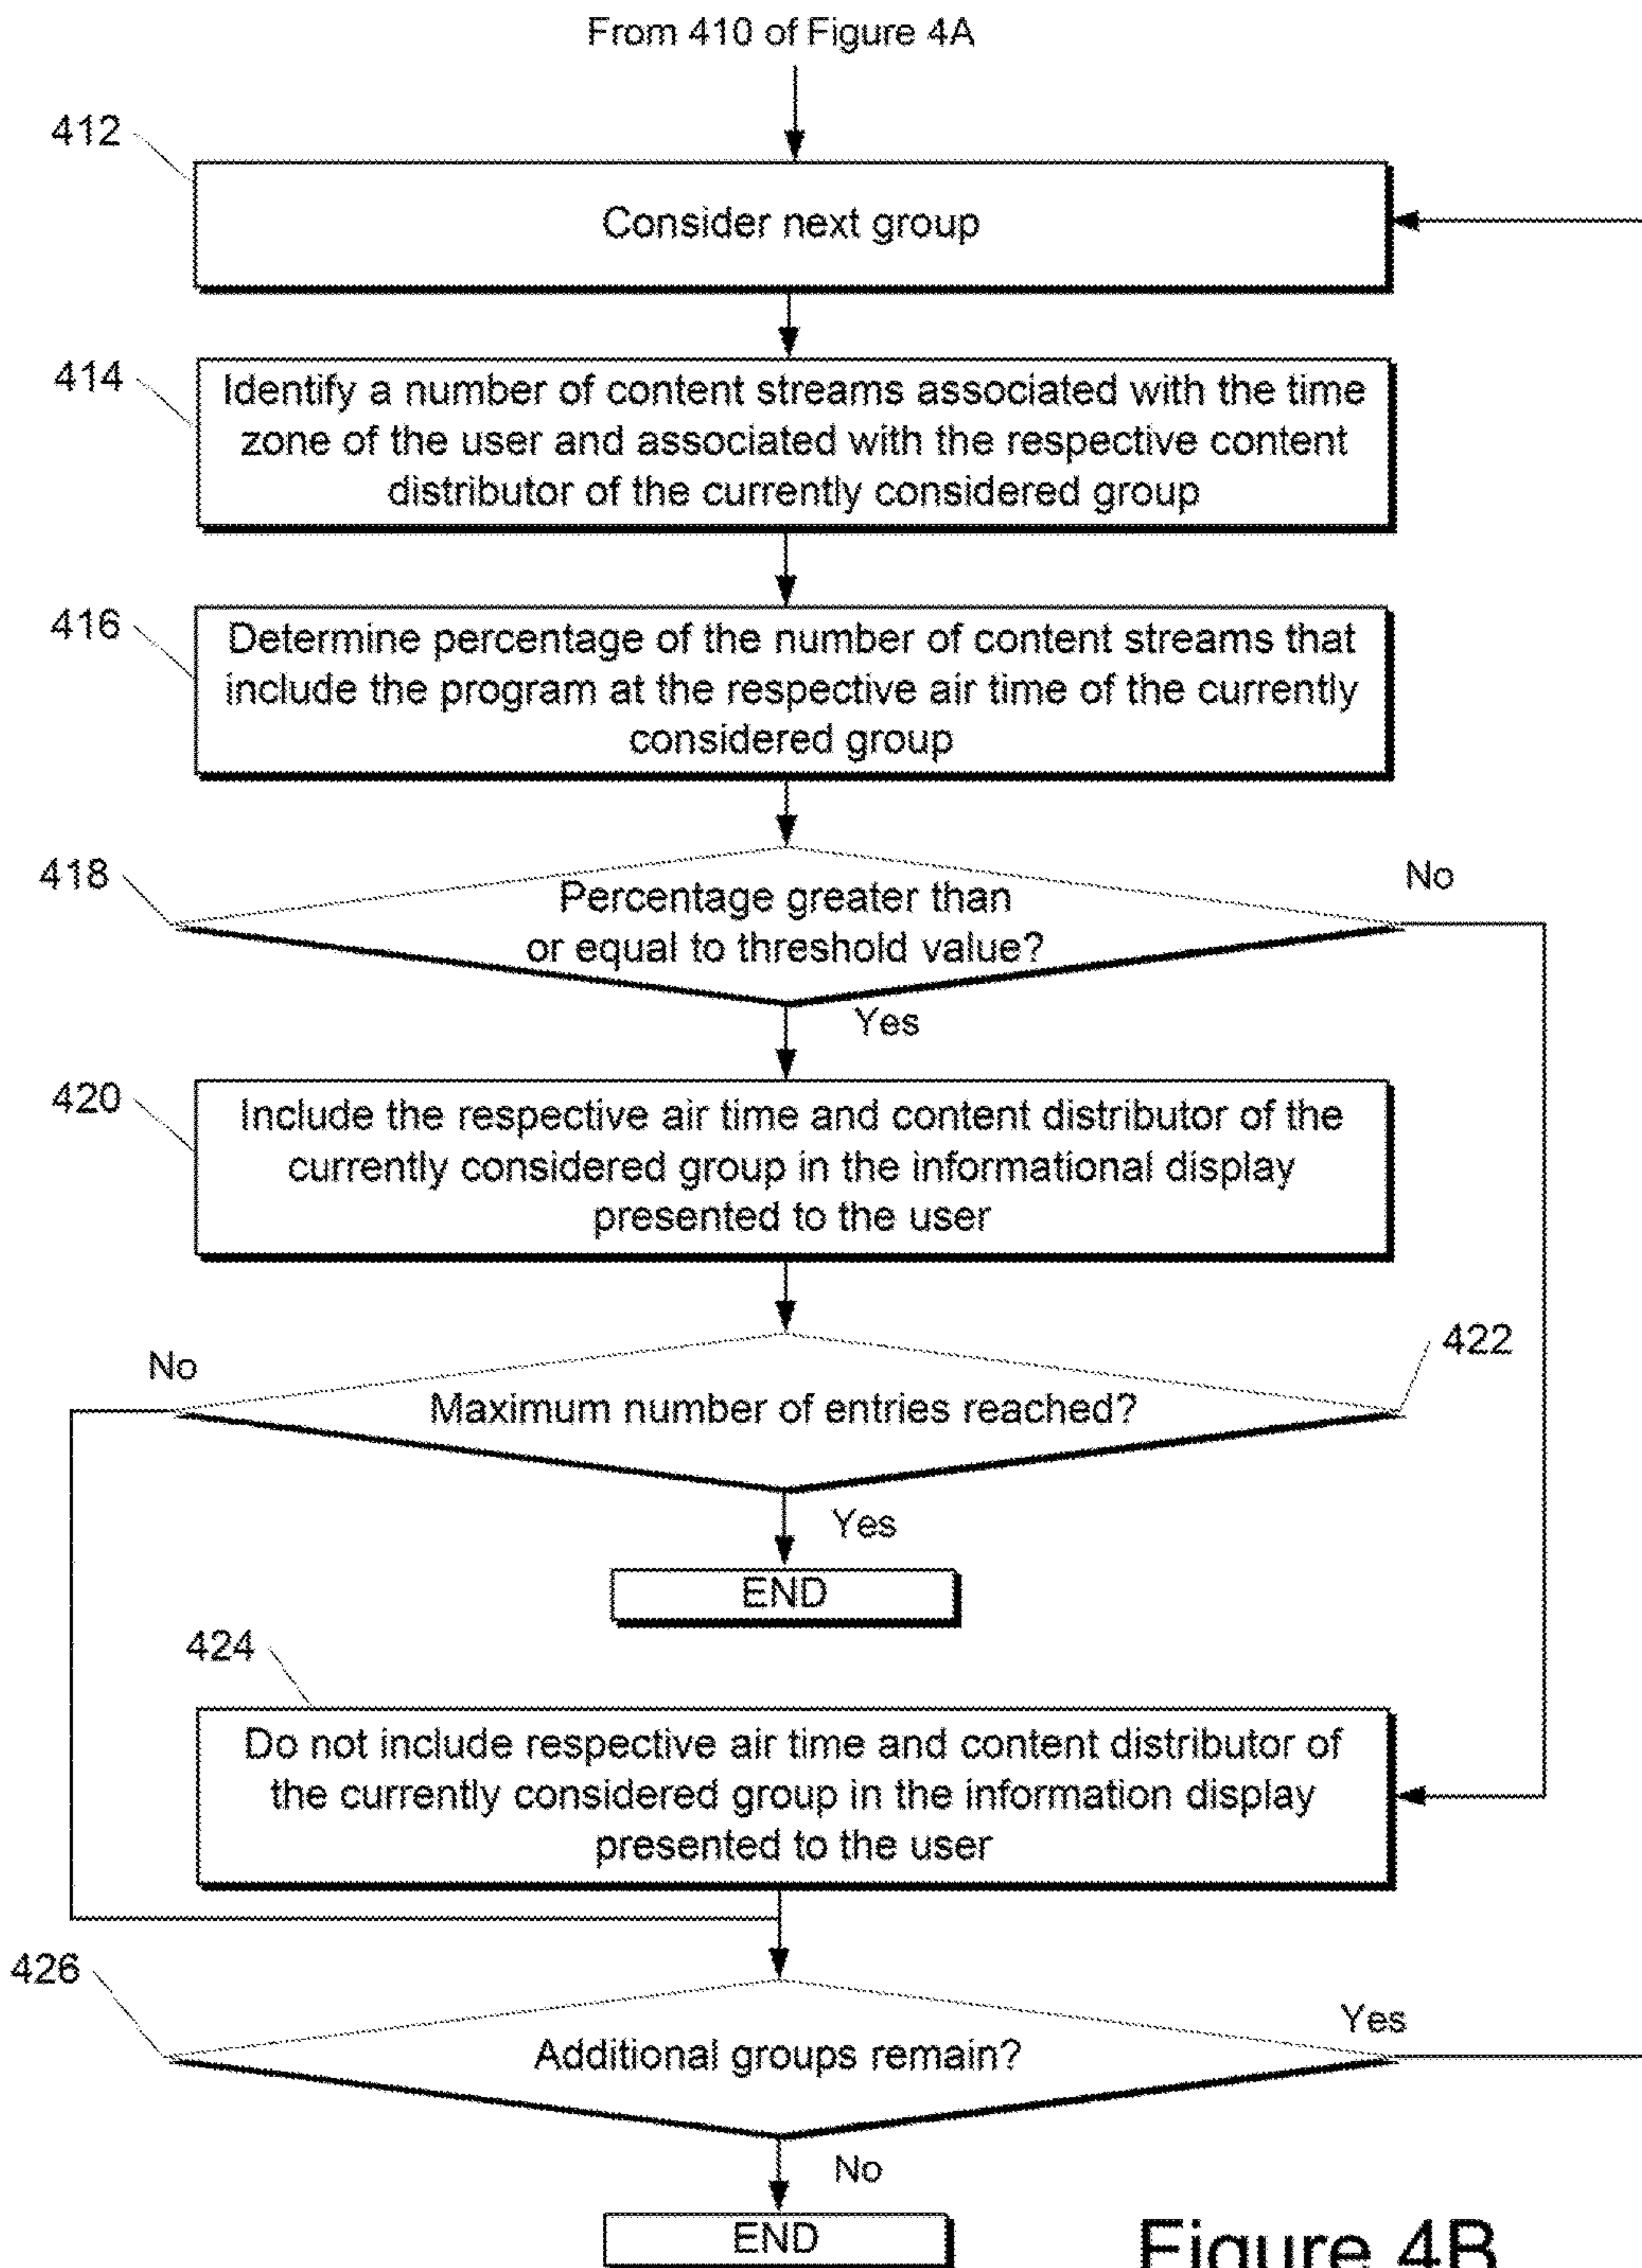 From 410 of Figure 4A
412
Consider next group
414
Identify a number of content streams associated with the time
zone of the user and associated with the respective content
distributor of the currently considered group
416
Determine percentage of the number of content streams that
include the program at the respective air time of the currently
considered group
418
Percentage greater than
or equal to threshold value?
No
Yes
420
Include the respective air time and content distributor of the
currently considered group in the informational display
presented to the user
422
No
Maximum number of entries reached?
Yes
END
424
Do not include respective air time and content distributor of
the currently considered group in the information display
presented to the user
426
Additional groups remain?
Yes
No
END
Figure 4B